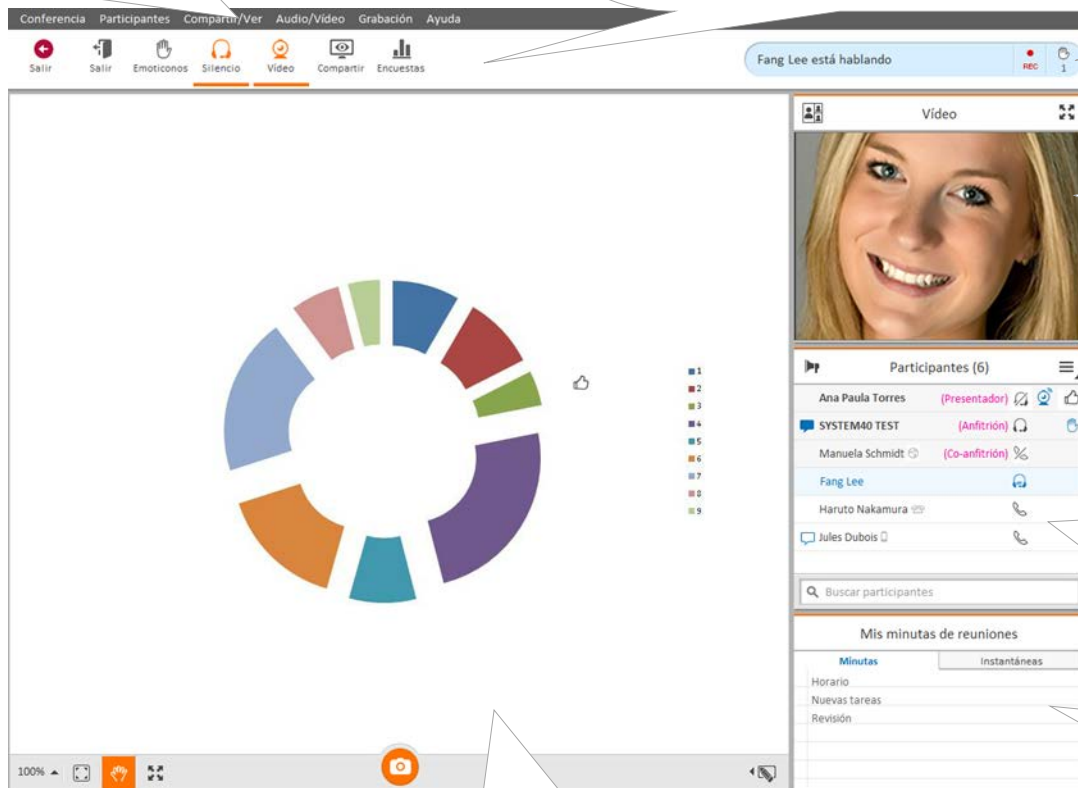 Conferencia Participantes Compartir/Ver Audio/Vídeo Grabación Ayuda
Salir Salir Emoticonos Silencio Vídeo Compartir Encuestas
Fang Lee está hablando
REC
1
Vídeo
1
2
3
4
5
6
7
8
9
Participantes (6)
Ana Paula Torres (Presentador)
SYSTEM40 TEST (Anfitrión)
Manuela Schmidt (Co-anfitrión)
Fang Lee
Haruto Nakamura
Jules Dubois
Buscar participantes
Mis minutas de reuniones
Minutas Instantáneas
Horario
Nuevas tareas
Revisión
100%